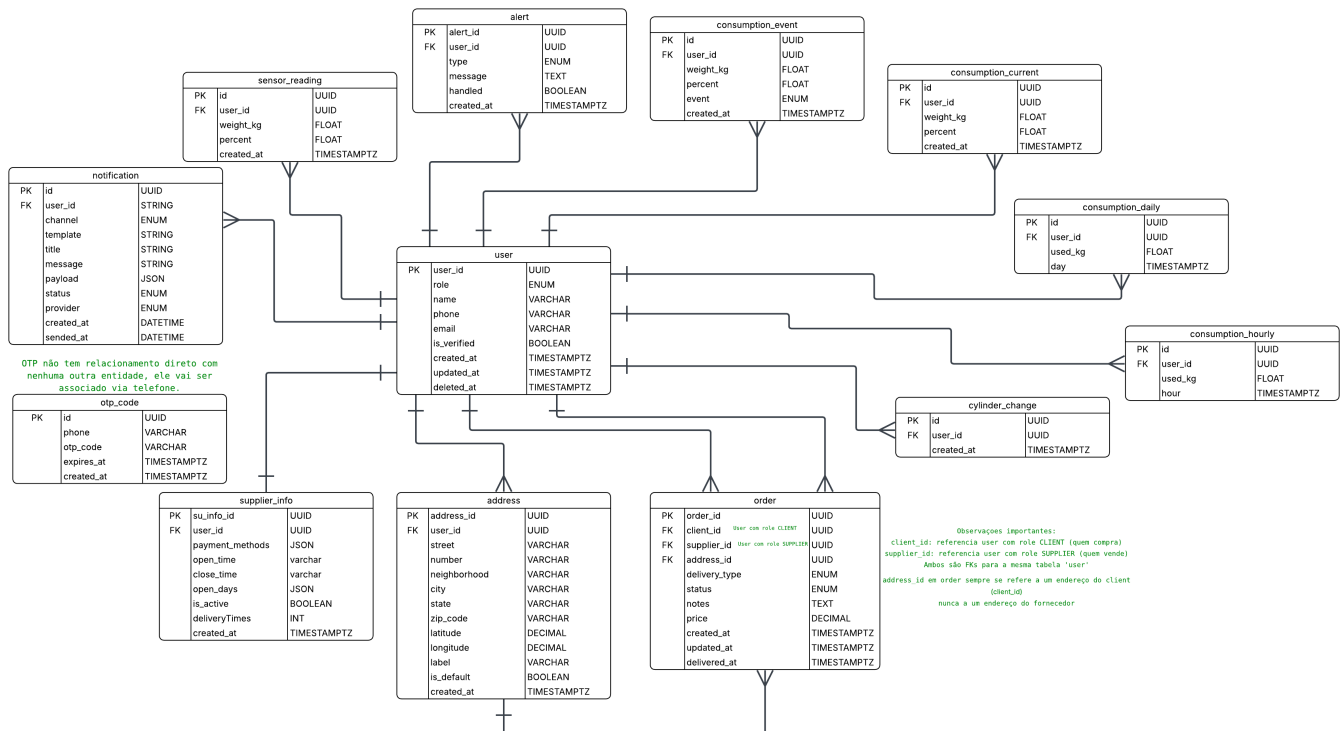 alert
PK alert_id UUID
FK user_id UUID
type ENUM
message TEXT
handled BOOLEAN
created_at TIMESTAMPTZ
consumption_event
PK id UUID
FK user_id UUID
weight_kg FLOAT
percent FLOAT
event ENUM
created_at TIMESTAMPTZ
sensor_reading
PK id UUID
FK user_id UUID
weight_kg FLOAT
percent FLOAT
created_at TIMESTAMPTZ
consumption_current
PK id UUID
FK user_id UUID
weight_kg FLOAT
percent FLOAT
created_at TIMESTAMPTZ
notification
PK id UUID
FK user_id STRING
channel ENUM
template STRING
title STRING
message STRING
payload JSON
status ENUM
provider ENUM
created_at DATETIME
sended_at DATETIME
consumption_daily
PK id UUID
FK user_id UUID
used_kg FLOAT
day TIMESTAMPTZ
user
PK user_id UUID
role ENUM
name VARCHAR
phone VARCHAR
email VARCHAR
is_verified BOOLEAN
created_at TIMESTAMPTZ
updated_at TIMESTAMPTZ
deleted_at TIMESTAMPTZ
consumption_hourly
PK id UUID
FK user_id UUID
used_kg FLOAT
hour TIMESTAMPTZ
OTP não tem relacionamento direto com
nenhuma outra entidade, ele vai ser
associado via telefone.
otp_code
PK id UUID
phone VARCHAR
otp_code VARCHAR
expires_at TIMESTAMPTZ
created_at TIMESTAMPTZ
cylinder_change
PK id UUID
FK user_id UUID
created_at TIMESTAMPTZ
supplier_info
PK su_info_id UUID
FK user_id UUID
payment_methods JSON
open_time varchar
close_time varchar
open_days JSON
is_active BOOLEAN
deliveryTimes INT
created_at TIMESTAMPTZ
address
PK address_id UUID
FK user_id UUID
street VARCHAR
number VARCHAR
neighborhood VARCHAR
city VARCHAR
state VARCHAR
zip_code VARCHAR
latitude DECIMAL
longitude DECIMAL
label VARCHAR
is_default BOOLEAN
created_at TIMESTAMPTZ
order
PK order_id UUID
FK client_id User com role CLIENT UUID
FK supplier_id User com role SUPPLIER UUID
FK address_id UUID
delivery_type ENUM
status ENUM
notes TEXT
price DECIMAL
created_at TIMESTAMPTZ
updated_at TIMESTAMPTZ
delivered_at TIMESTAMPTZ
Observaçoes importantes:
client_id: referencia user com role CLIENT (quem compra)
supplier_id: referencia user com role SUPPLIER (quem vende)
Ambos são FKs para a mesma tabela 'user'
address_id em order sempre se refere a um endereço do client
(client_id)
nunca a um endereço do fornecedor